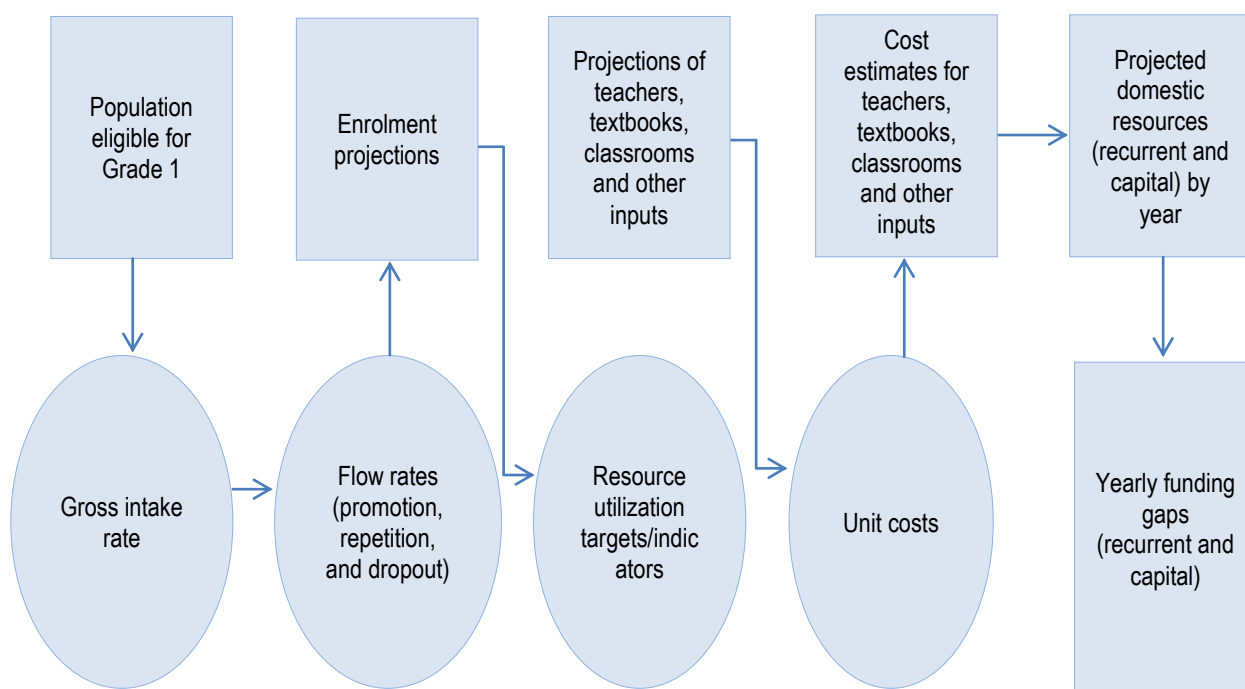 Population
eligible for
Grade 1
Enrolment
projections
Projections of
teachers,
textbooks,
classrooms
and other
inputs
Cost
estimates for
teachers,
textbooks,
classrooms
and other
inputs
Projected
domestic
resources
(recurrent and
capital) by
year
Gross intake
rate
Flow rates
(promotion,
repetition,
and dropout)
Resource
utilization
targets/indic
ators
Unit costs
Yearly funding
gaps
(recurrent and
capital)